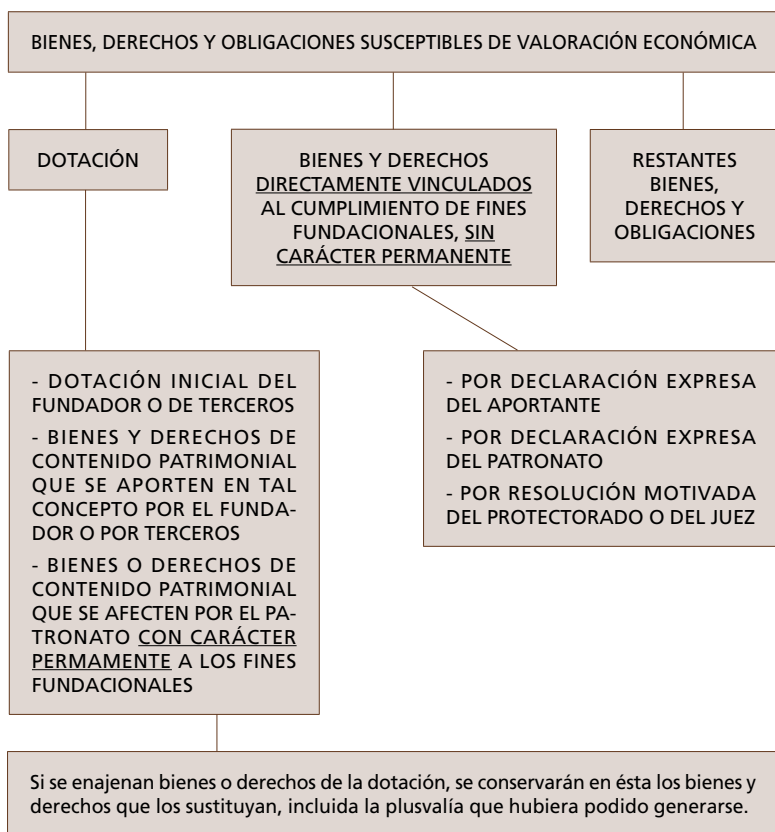 BIENES, DERECHOS Y OBLIGACIONES SUSCEPTIBLES DE VALORACIÓN ECONÓMICA
DOTACIÓN
BIENES Y DERECHOS
DIRECTAMENTE VINCULADOS
AL CUMPLIMIENTO DE FINES
FUNDACIONALES, SIN
CARÁCTER PERMANENTE
RESTANTES
BIENES,
DERECHOS Y
OBLIGACIONES
- DOTACIÓN INICIAL DEL
FUNDADOR O DE TERCEROS
- BIENES Y DERECHOS DE
CONTENIDO PATRIMONIAL
QUE SE APORTEN EN TAL
CONCEPTO POR EL FUNDA-
DOR O POR TERCEROS
- BIENES O DERECHOS DE
CONTENIDO PATRIMONIAL
QUE SE AFECTEN POR EL PA-
TRONATO CON CARÁCTER
PERMAMENTE A LOS FINES
FUNDACIONALES
- POR DECLARACIÓN EXPRESA
DEL APORTANTE
- POR DECLARACIÓN EXPRESA
DEL PATRONATO
- POR RESOLUCIÓN MOTIVADA
DEL PROTECTORADO O DEL JUEZ
Si se enajenan bienes o derechos de la dotación, se conservarán en ésta los bienes y
derechos que los sustituyan, incluida la plusvalía que hubiera podido generarse.